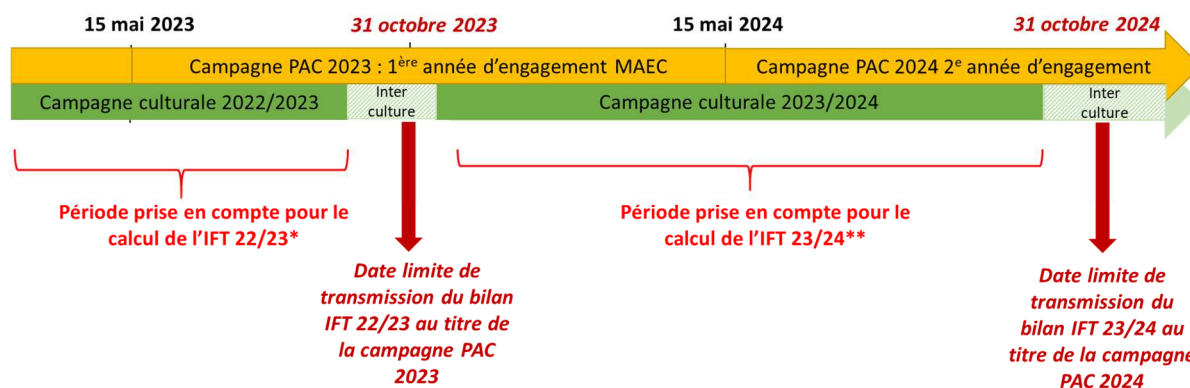 15 mai 2023
31 octobre 2023
15 mai 2024
31 octobre 2024
Campagne PAC 2023 : 1ère année d'engagement MAEC
Campagne PAC 2024 2e année d'engagement
Campagne culturale 2022/2023
Inter
culture
Campagne culturale 2023/2024
Inter
culture
Période prise en compte pour le
calcul de l'IFT 22/23*
Période prise en compte pour le
calcul de l'IFT 23/24**
Date limite de
transmission du bilan
IFT 22/23 au titre de
la campagne PAC
2023
Date limite de
transmission du
bilan IFT 23/24 au
titre de la campagne
PAC 2024